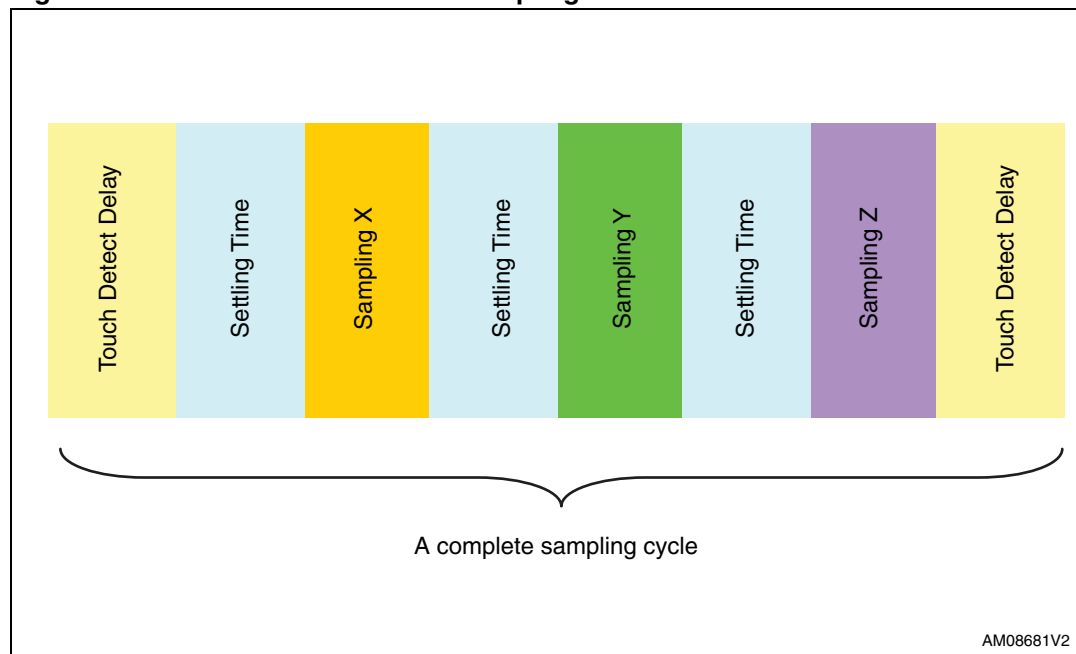 Touch Detect Delay
Settling Time
Sampling X
Settling Time
Sampling Y
Settling Time
Sampling Z
Touch Detect Delay
A complete sampling cycle
AM08681V2